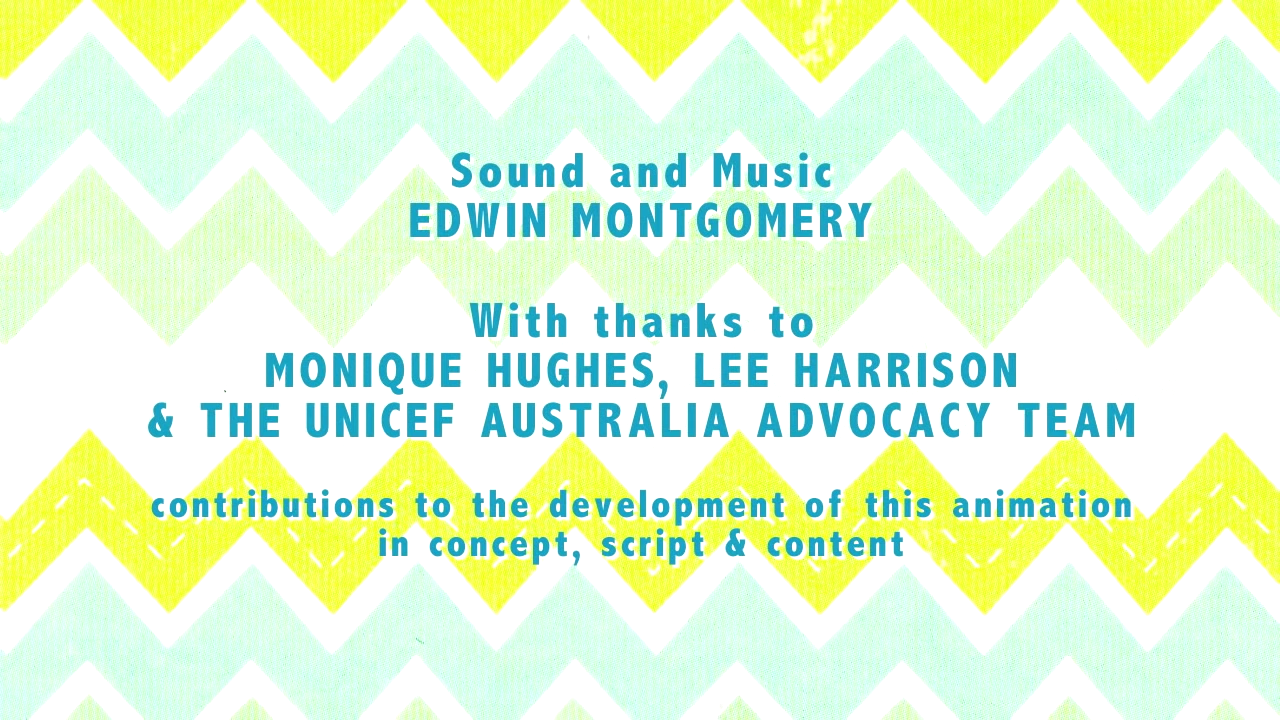 Sound and Music
EDWIN MONTGOMERY
With thanks to
MONIQUE HUGHES, LEE HARRISON
& THE UNICEF AUSTRALIA ADVOCACY TEAM
contributions to the development of this animation
in concept, script & content